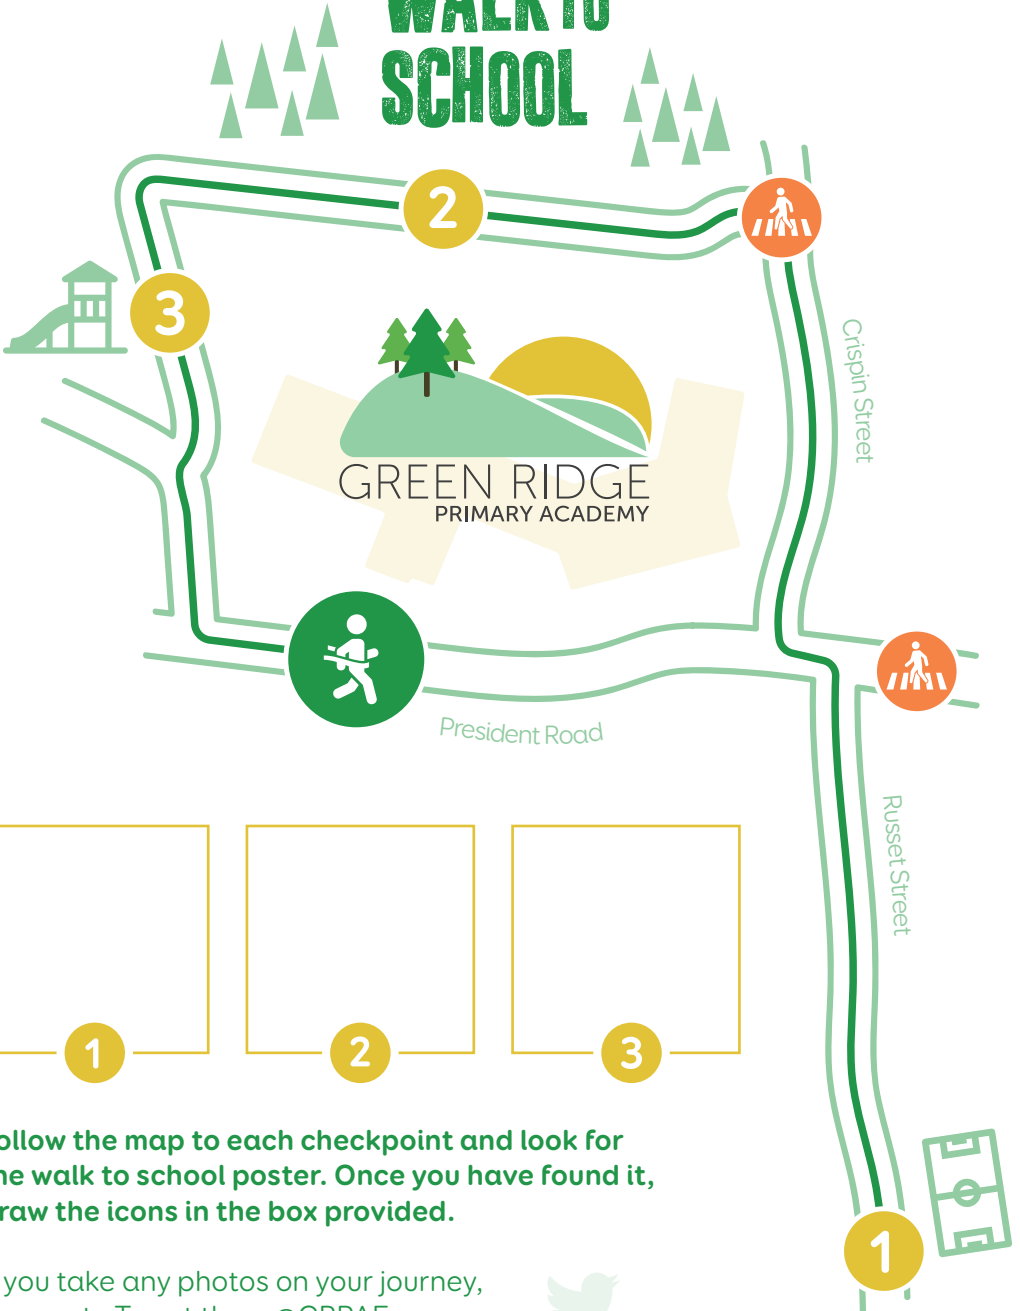 WALK TO
SCHOOL
2
3
Crispin Street
GREEN RIDGE
PRIMARY ACADEMY
President Road
Russet Street
1
2
3
ollow the map to each checkpoint and look for
he walk to school poster. Once you have found it,
raw the icons in the box provided.
1
you take any photos on your journey,